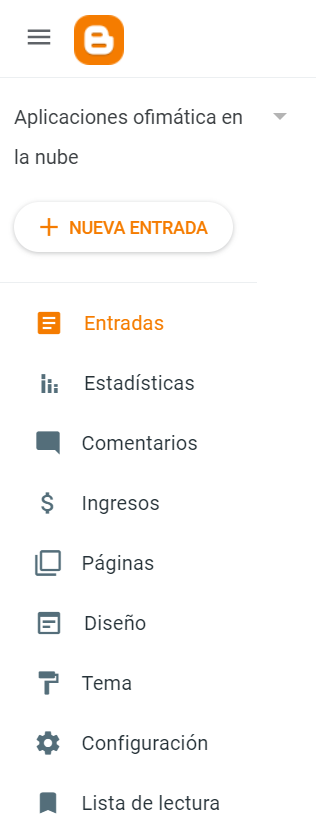 Aplicaciones ofimática en
la nube
NUEVA ENTRADA
Entradas
Estadísticas
Comentarios
Ingresos
Páginas
Diseño
Tema
Configuración
Lista de lectura